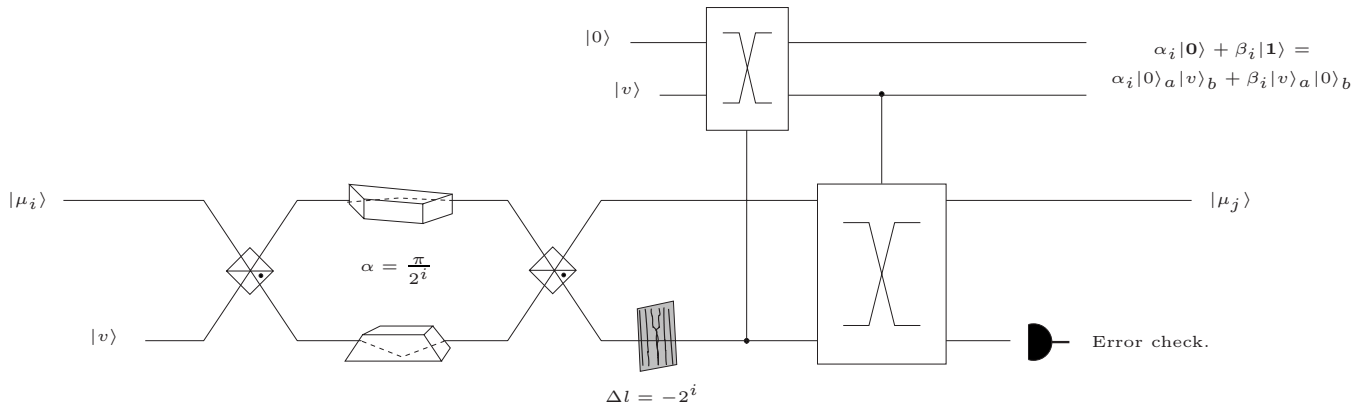 |0⟩
α_i|𝟎⟩ + β_i|𝟏⟩ =
|v⟩
α_i|0⟩_a|v⟩_b + β_i|v⟩_a|0⟩_b
|μ_i⟩
|μ_j⟩
α = π/2^i
|v⟩
Error check.
Δl = −2^i